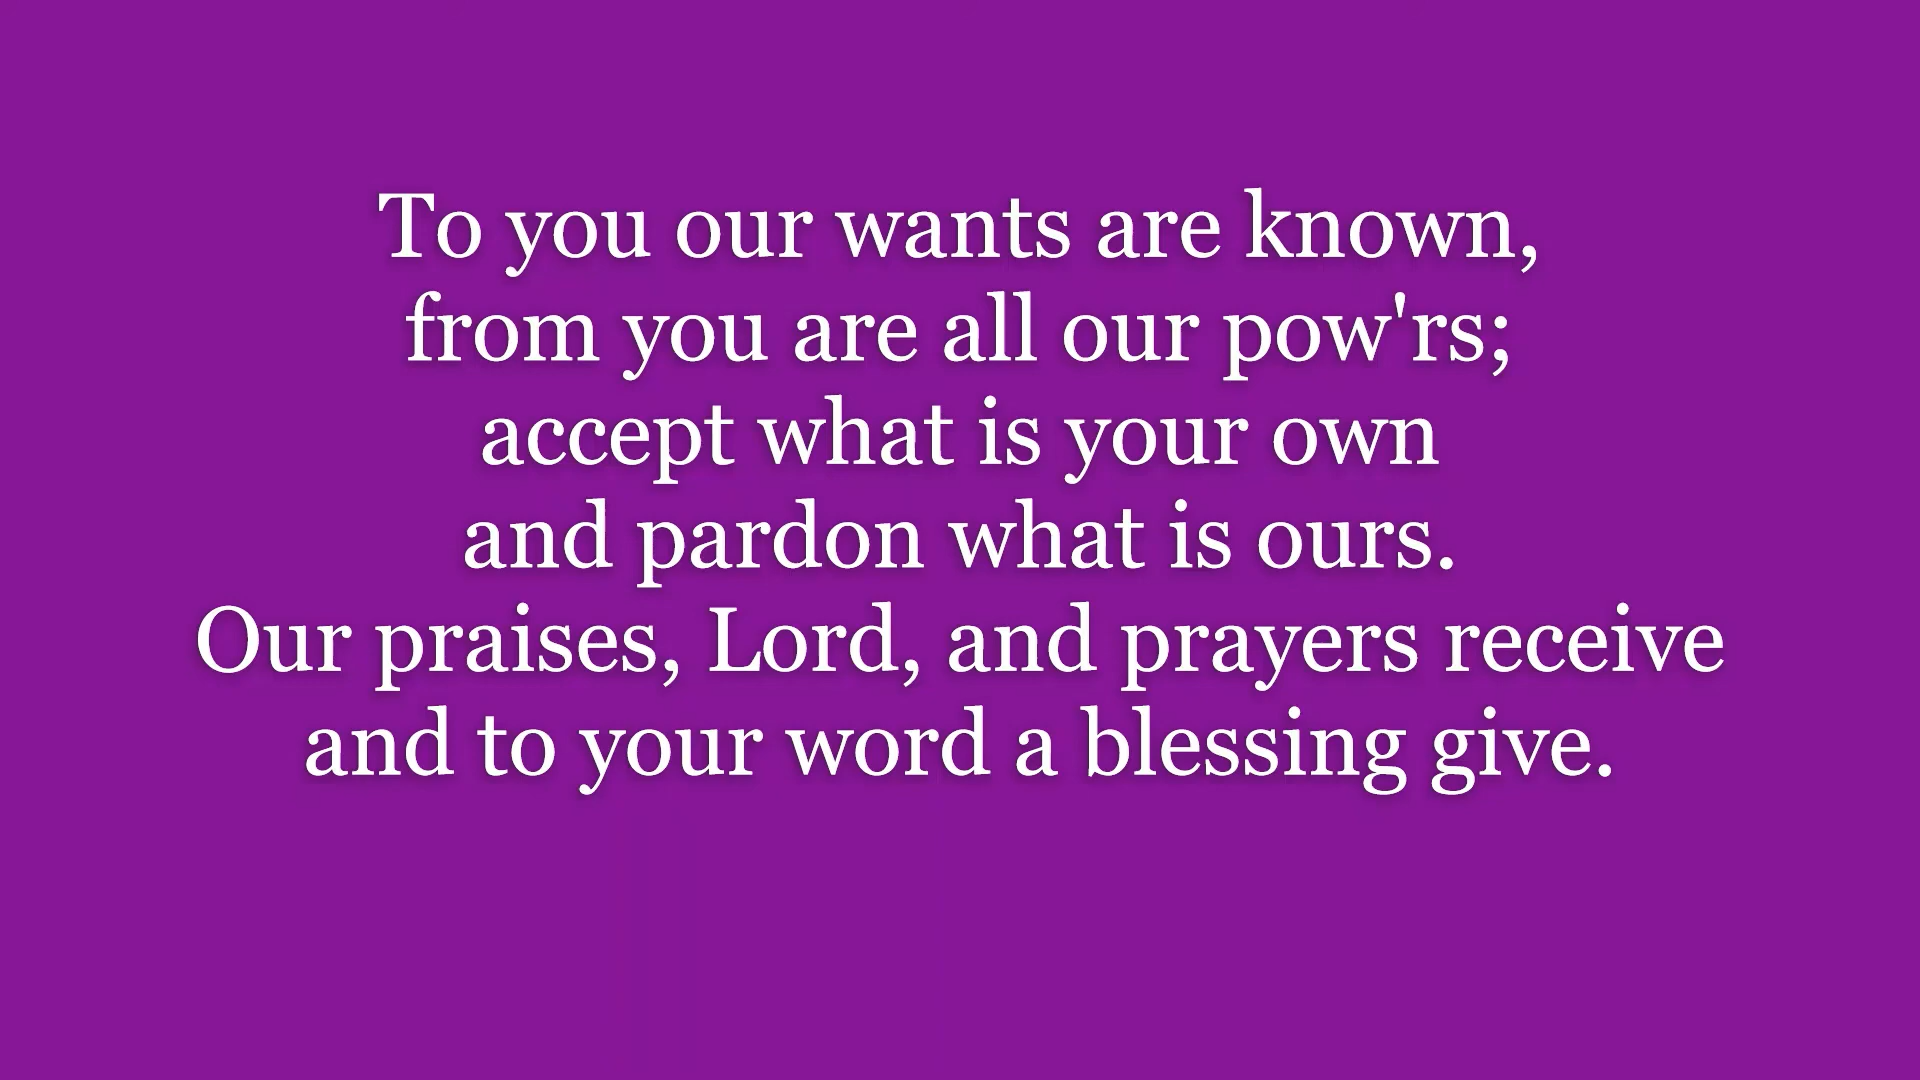 To you our wants are known,
from you are all our pow'rs;
accept what is your own
and pardon what is ours.
Our praises, Lord, and prayers receive
and to your word a blessing give.